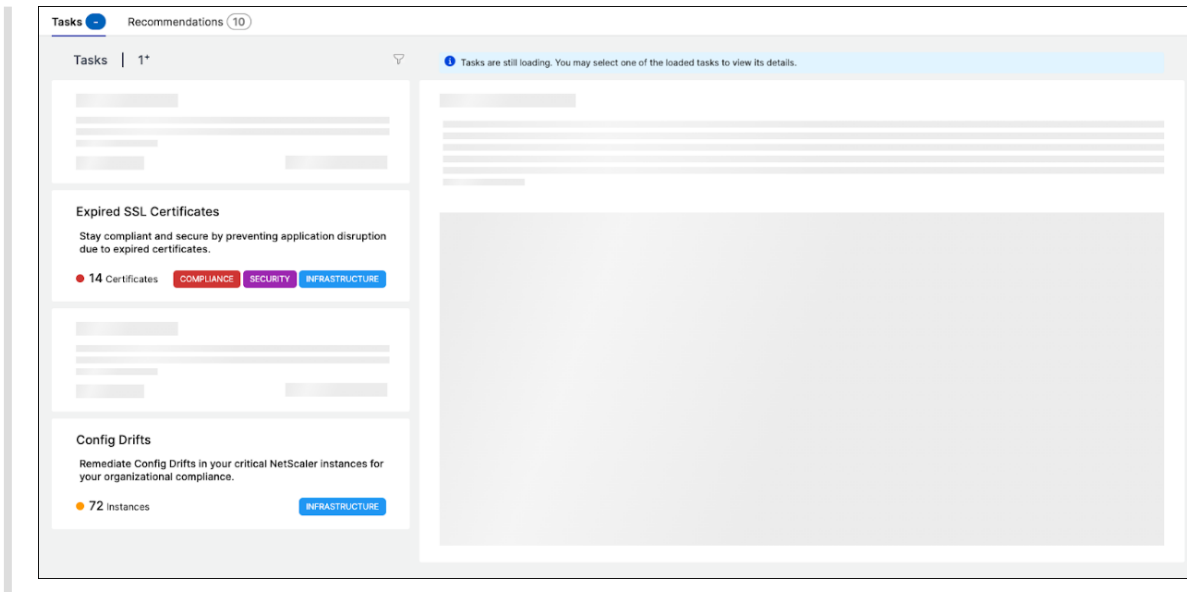 Tasks - Recommendations 10
Tasks | 1+
Tasks are still loading. You may select one of the loaded tasks to view its details.
Expired SSL Certificates
Stay compliant and secure by preventing application disruption
due to expired certificates.
14 Certificates COMPLIANCE SECURITY INFRASTRUCTURE
Config Drifts
Remediate Config Drifts in your critical NetScaler instances for
your organizational compliance.
72 Instances INFRASTRUCTURE